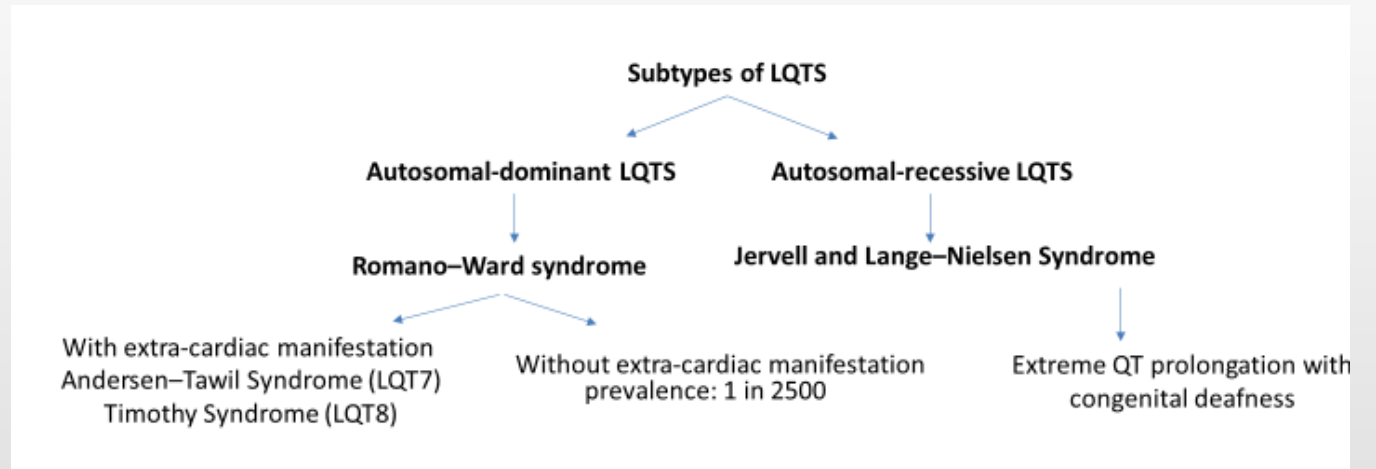 Subtypes of LQTS
Autosomal-dominant LQTS
Autosomal-recessive LQTS
Romano–Ward syndrome
Jervell and Lange–Nielsen Syndrome
With extra-cardiac manifestation
Andersen–Tawil Syndrome (LQT7)
Timothy Syndrome (LQT8)
Without extra-cardiac manifestation
prevalence: 1 in 2500
Extreme QT prolongation with
congenital deafness